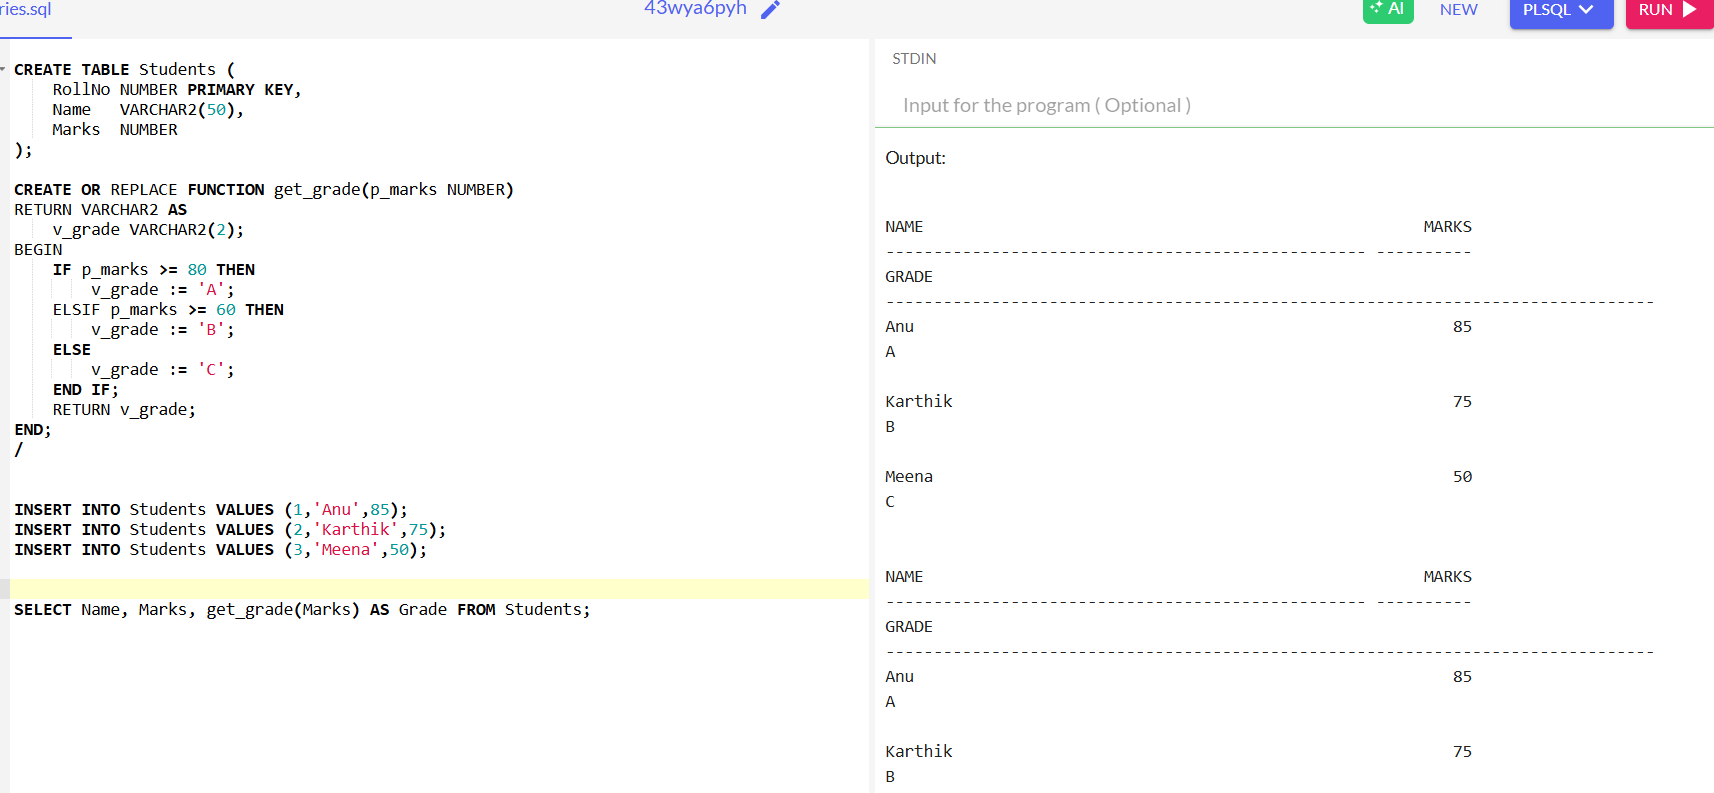 ries.sql
43wya6pyh
AI
NEW
PLSQL
RUN
CREATE TABLE Students (
    RollNo NUMBER PRIMARY KEY,
    Name   VARCHAR2(50),
    Marks  NUMBER
);
CREATE OR REPLACE FUNCTION get_grade(p_marks NUMBER)
RETURN VARCHAR2 AS
    v_grade VARCHAR2(2);
BEGIN
    IF p_marks >= 80 THEN
        v_grade := 'A';
    ELSIF p_marks >= 60 THEN
        v_grade := 'B';
    ELSE
        v_grade := 'C';
    END IF;
    RETURN v_grade;
END;
/
INSERT INTO Students VALUES (1,'Anu',85);
INSERT INTO Students VALUES (2,'Karthik',75);
INSERT INTO Students VALUES (3,'Meena',50);
SELECT Name, Marks, get_grade(Marks) AS Grade FROM Students;
STDIN
Input for the program ( Optional )
Output:
NAME                                                    MARKS
-------------------------------------------------- ----------
GRADE
--------------------------------------------------------------------------------
Anu                                                        85
A
Karthik                                                    75
B
Meena                                                      50
C
NAME                                                    MARKS
-------------------------------------------------- ----------
GRADE
--------------------------------------------------------------------------------
Anu                                                        85
A
Karthik                                                    75
B